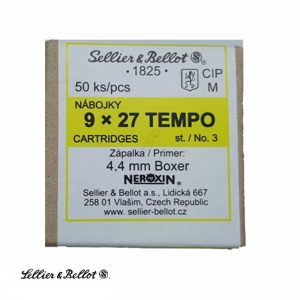 Sellier & Bellot
· 1825 ·
CIP
50 ks/pcs
M
NÁBOJKY
9 × 27 TEMPO
CARTRIDGES st. / No. 3
Zápalka / Primer:
4,4 mm Boxer
NEROXIN®
Sellier & Bellot a.s., Lidická 667
258 01 Vlašim, Czech Republic
www.sellier-bellot.cz
Sellier & Bellot